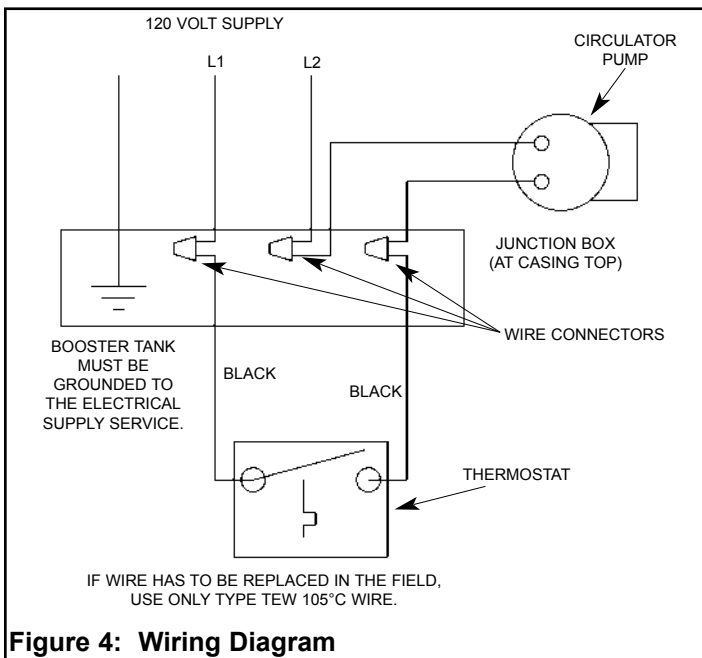 120 VOLT SUPPLY
L1
L2
CIRCULATOR
PUMP
JUNCTION BOX
(AT CASING TOP)
WIRE CONNECTORS
BOOSTER TANK
MUST BE
GROUNDED TO
THE ELECTRICAL
SUPPLY SERVICE.
BLACK
BLACK
THERMOSTAT
IF WIRE HAS TO BE REPLACED IN THE FIELD,
USE ONLY TYPE TEW 105°C WIRE.
Figure 4: Wiring Diagram